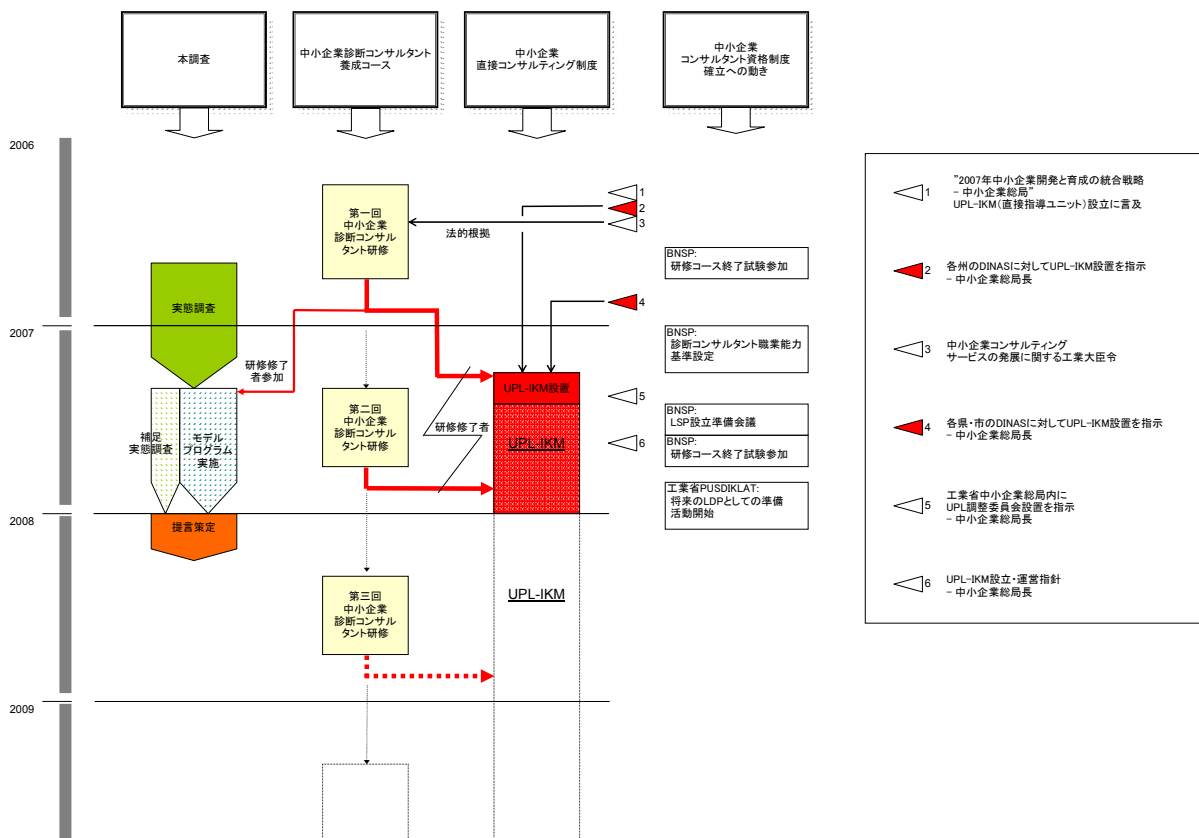 本調査
中小企業診断コンサルタント
養成コース
中小企業
直接コンサルティング制度
中小企業
コンサルタント資格制度
確立への動き
2006
1
2
3
第一回
中小企業
診断コンサル
タント研修
法的根拠
BNSP:
研修コース終了試験参加
実態調査
4
2007
BNSP:
診断コンサルタント職業能力
基準設定
研修修了
者参加
UPL-IKM設置
5
第二回
中小企業
診断コンサル
タント研修
BNSP:
LSP設立準備会議
補足
実態調査
モデル
プログラム
実施
研修修了者
UPL-IKM
6
BNSP:
研修コース終了試験参加
工業省PUSDIKLAT:
将来のLDPとしての準備
活動開始
2008
提言策定
第三回
中小企業
診断コンサル
タント研修
UPL-IKM
2009
1
”2007年中小企業開発と育成の統合戦略
– 中小企業総局”
UPL-IKM(直接指導ユニット)設立に言及
2
各州のDINASに対してUPL-IKM設置を指示
– 中小企業総局長
3
中小企業コンサルティング
サービスの発展に関する工業大臣令
4
各県・市のDINASに対してUPL-IKM設置を指示
– 中小企業総局長
5
工業省中小企業総局内に
UPL調整委員会設置を指示
– 中小企業総局長
6
UPL-IKM設立・運営指針
– 中小企業総局長